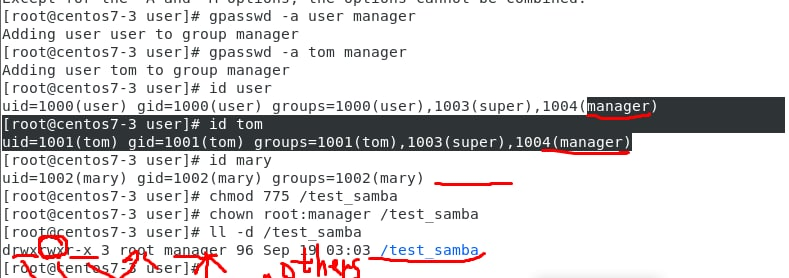 Except for the -A and -M options, the options cannot be combined.
[root@centos7-3 user]# gpasswd -a user manager
Adding user user to group manager
[root@centos7-3 user]# gpasswd -a tom manager
Adding user tom to group manager
[root@centos7-3 user]# id user
uid=1000(user) gid=1000(user) groups=1000(user),1003(super),1004(manager)
[root@centos7-3 user]# id tom
uid=1001(tom) gid=1001(tom) groups=1001(tom),1003(super),1004(manager)
[root@centos7-3 user]# id mary
uid=1002(mary) gid=1002(mary) groups=1002(mary)
[root@centos7-3 user]# chmod 775 /test_samba
[root@centos7-3 user]# chown root:manager /test_samba
[root@centos7-3 user]# ll -d /test_samba
drwxrwxr-x 3 root manager 96 Sep 19 03:03 /test_samba
[root@centos7-3 user]# others